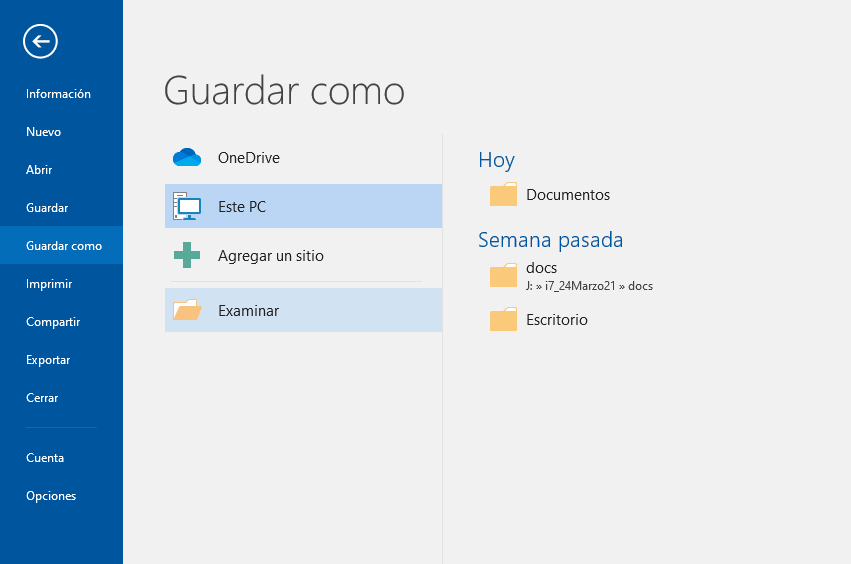 Información
Nuevo
Abrir
Guardar
Guardar como
Imprimir
Compartir
Exportar
Cerrar
Cuenta
Opciones
Guardar como
OneDrive
Este PC
Agregar un sitio
Examinar
Hoy
Documentos
Semana pasada
docs
J: » i7_24Marzo21 » docs
Escritorio